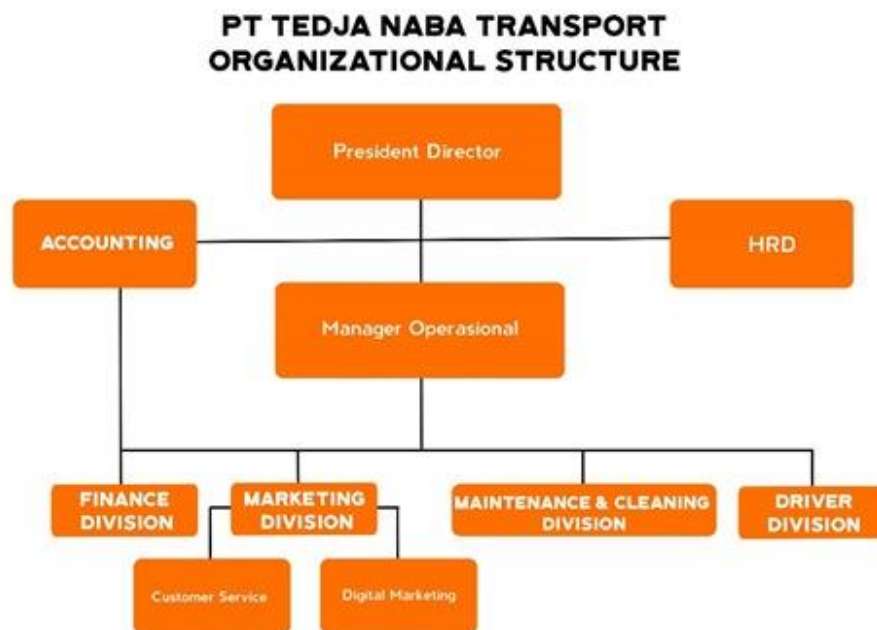 PT TEDJA NABA TRANSPORT
ORGANIZATIONAL STRUCTURE
President Director
ACCOUNTING
HRD
Manager Operasional
FINANCE
DIVISION
MARKETING
DIVISION
MAINTENANCE & CLEANING
DIVISION
DRIVER
DIVISION
Customer Service
Digital Marketing